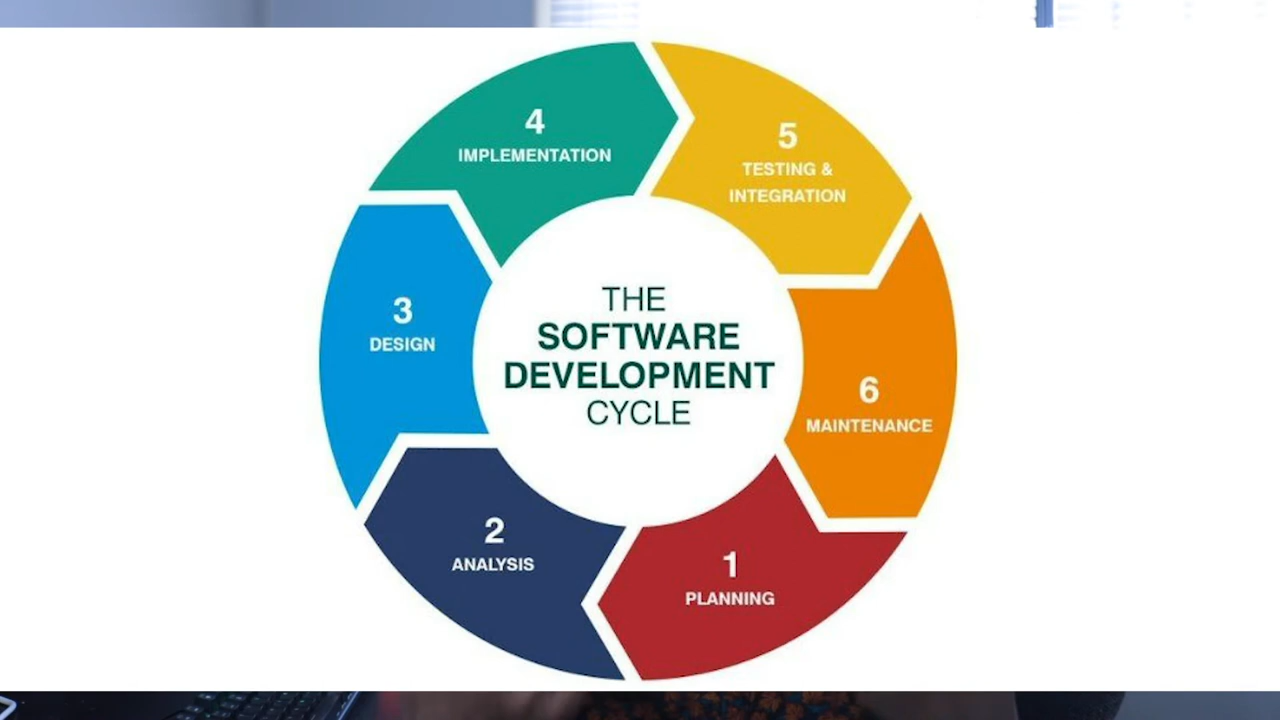 4
IMPLEMENTATION
5
TESTING &
INTEGRATION
3
DESIGN
THE
SOFTWARE
DEVELOPMENT
CYCLE
6
MAINTENANCE
2
ANALYSIS
1
PLANNING